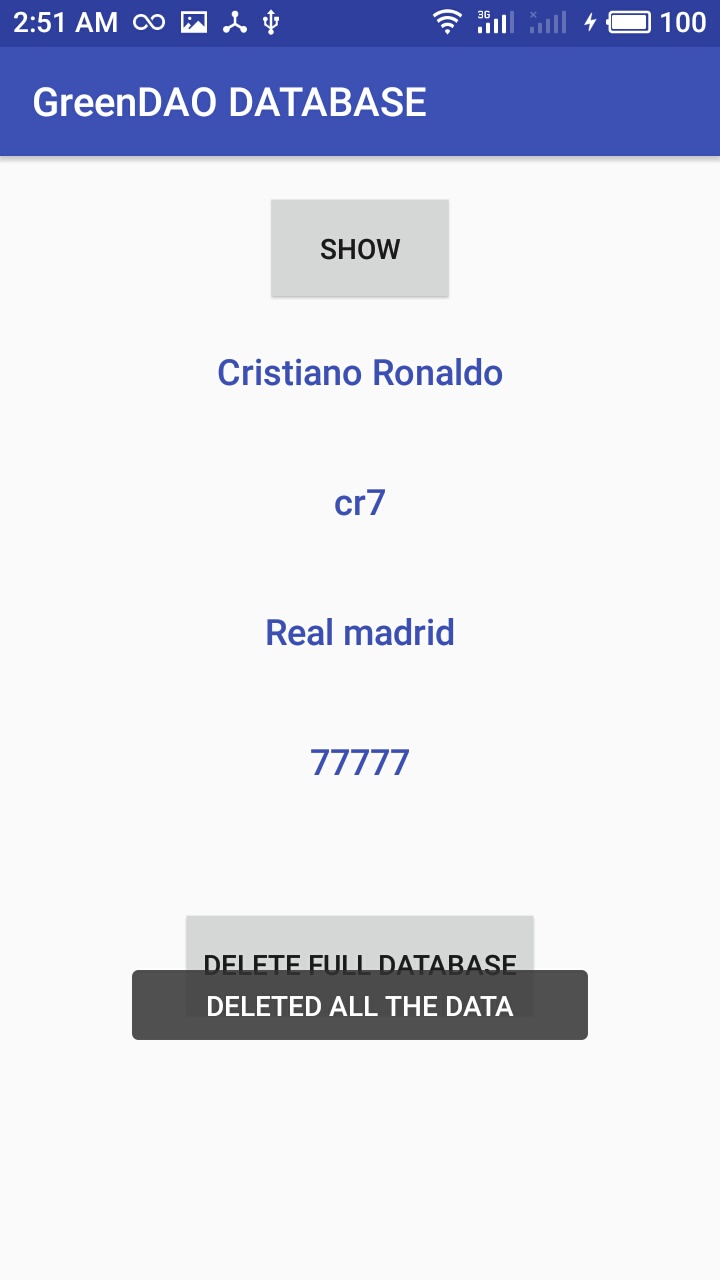 2:51 AM 3G 100
GreenDAO DATABASE
SHOW
Cristiano Ronaldo
cr7
Real madrid
77777
DELETE FULL DATABASE
DELETED ALL THE DATA